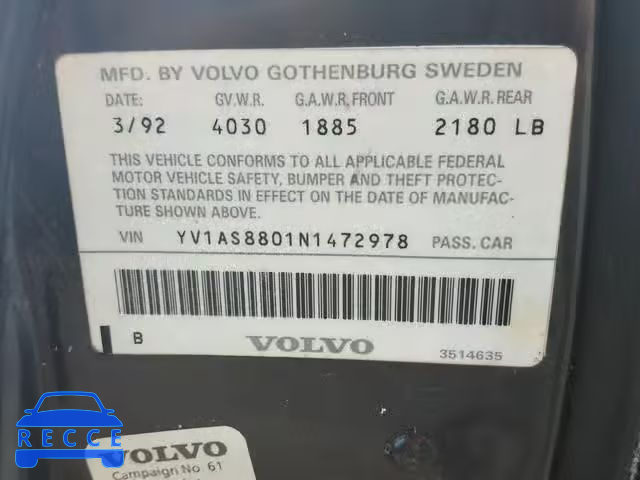 MFD. BY VOLVO GOTHENBURG SWEDEN
DATE: GV.W.R. G.A.W.R, FRONT G.A.W.R. REAR
3/92 4030 1885 2180 LB
THIS VEHICLE CONFORMS TO ALL APPLICABLE FEDERAL
MOTOR VEHICLE SAFETY, BUMPER AND THEFT PROTEC-
TION STANDARDS IN EFFECT ON THE DATE OF MANUFAC-
TURE SHOWN ABOVE.
VIN YV1AS8801N1472978 PASS. CAR
B VOLVO 3514635
RECCE
VOLVO
Campaign No 61